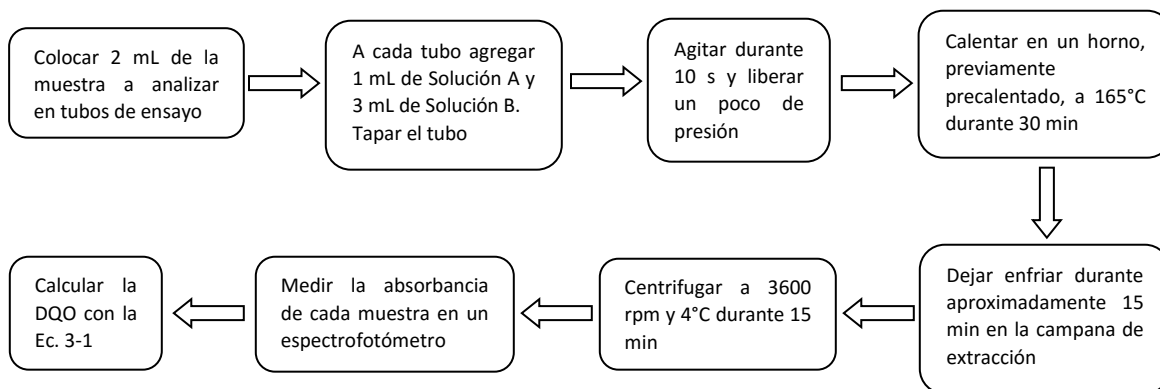 Colocar 2 mL de la
muestra a analizar
en tubos de ensayo
A cada tubo agregar
1 mL de Solución A y
3 mL de Solución B.
Tapar el tubo
Agitar durante
10 s y liberar
un poco de
presión
Calentar en un horno,
previamente
precalentado, a 165°C
durante 30 min
Dejar enfriar durante
aproximadamente 15
min en la campana de
extracción
Centrifugar a 3600
rpm y 4°C durante 15
min
Medir la absorbancia
de cada muestra en un
espectrofotómetro
Calcular la
DQO con la
Ec. 3-1